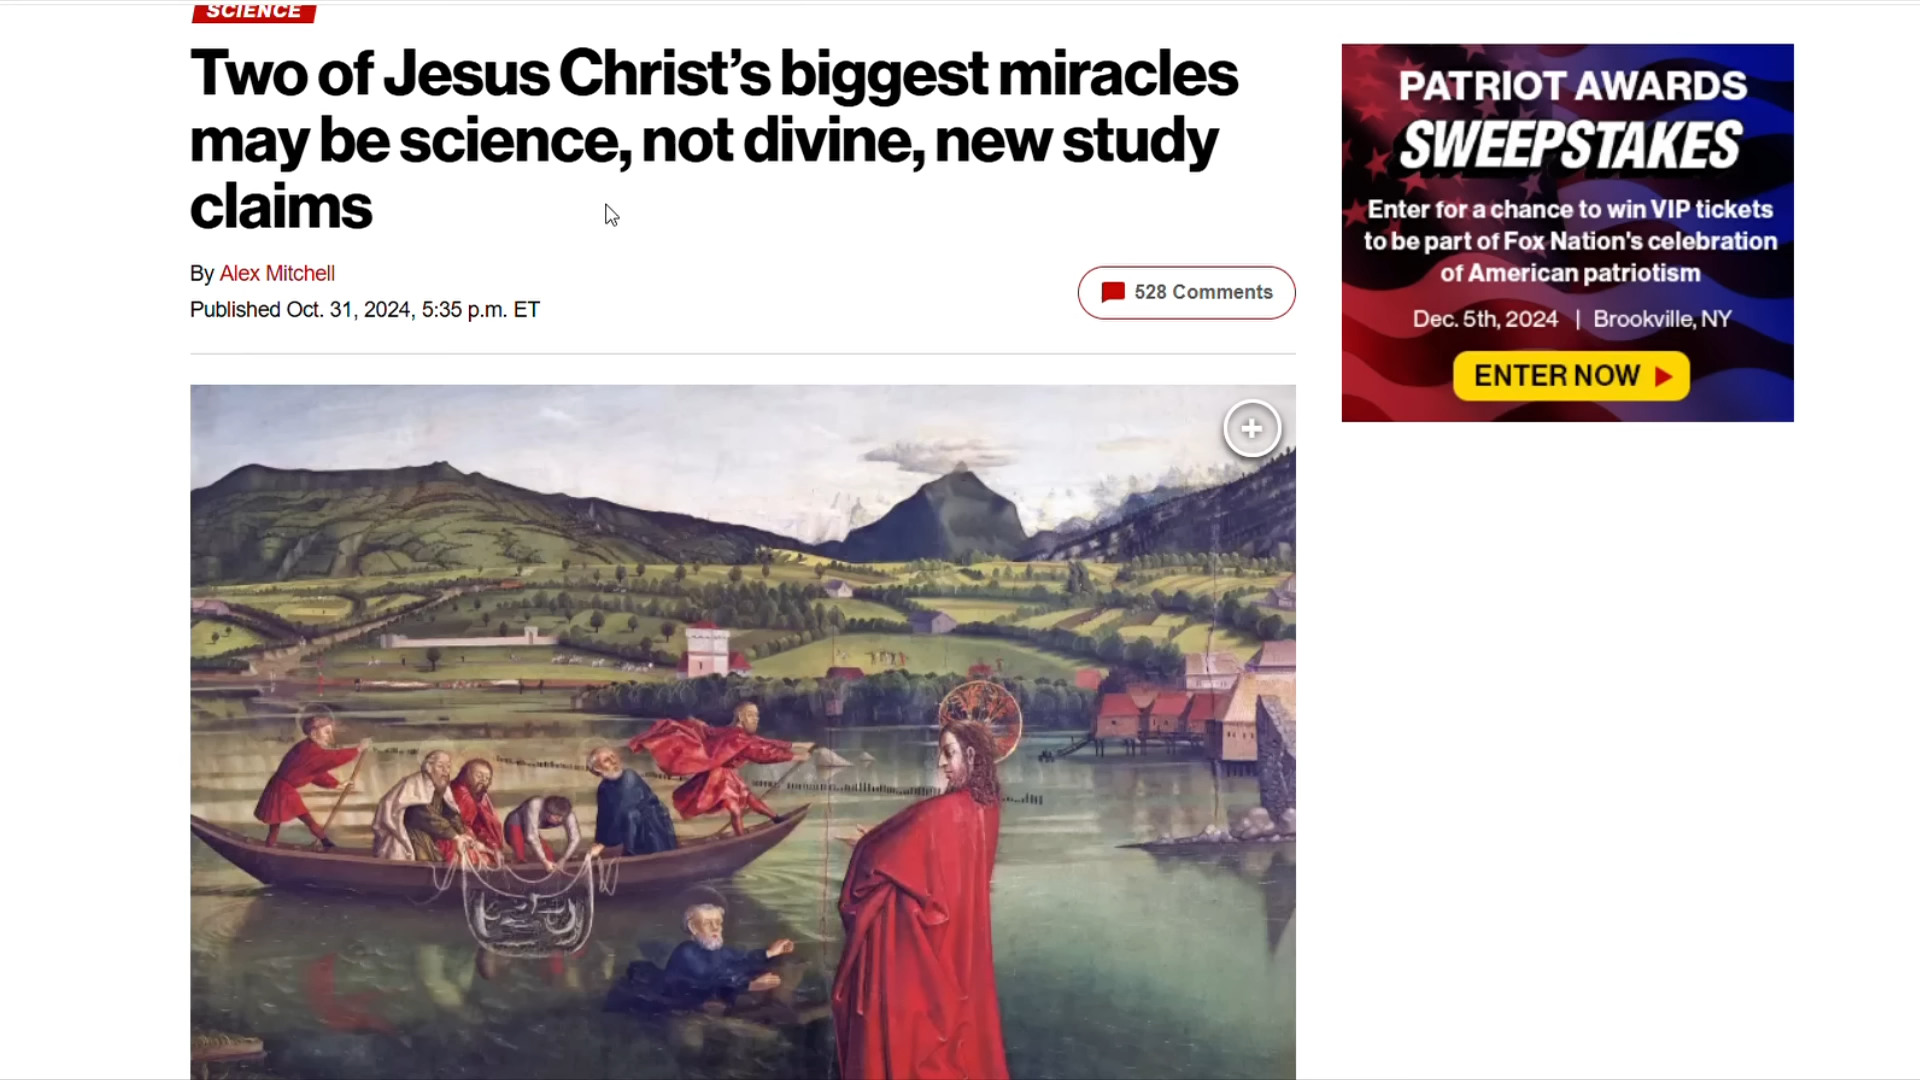 SCIENCE
Two of Jesus Christ’s biggest miracles
may be science, not divine, new study
claims
By Alex Mitchell
Published Oct. 31, 2024, 5:35 p.m. ET
528 Comments
PATRIOT AWARDS
SWEEPSTAKES
Enter for a chance to win VIP tickets
to be part of Fox Nation's celebration
of American patriotism
Dec. 5th, 2024 | Brookville, NY
ENTER NOW